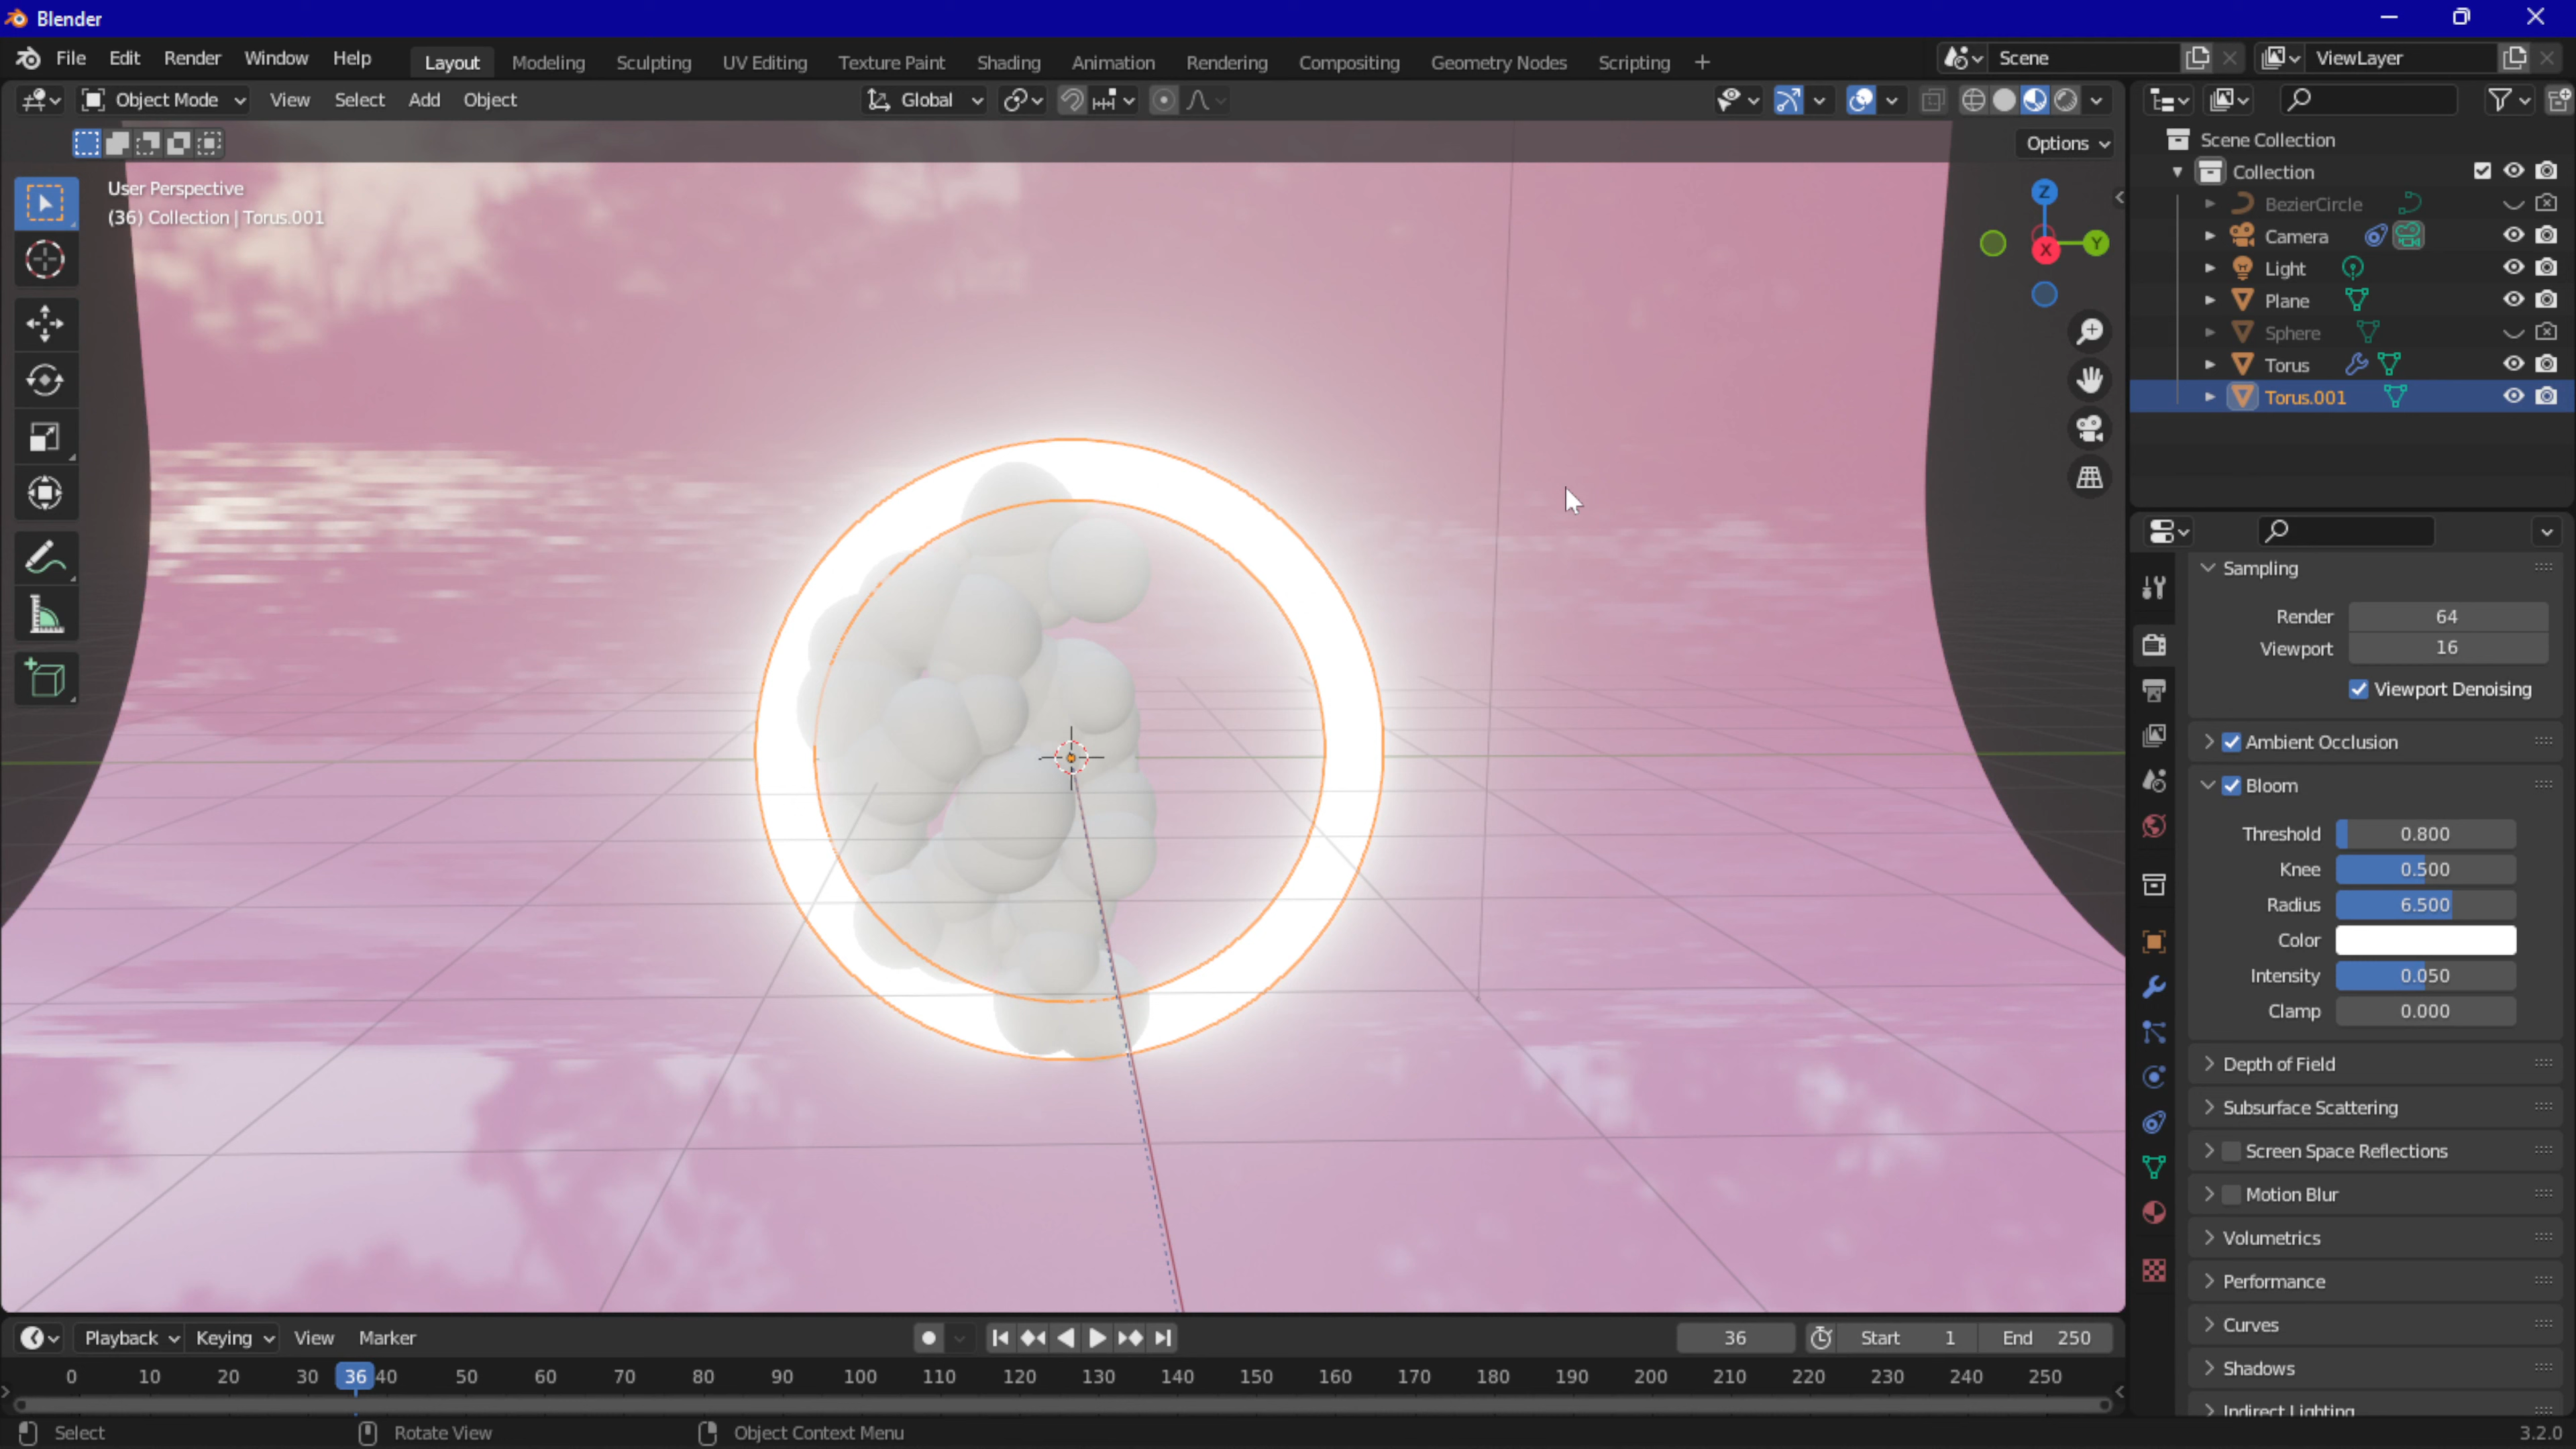 Blender
File Edit Render Window Help Layout Modeling Sculpting UV Editing Texture Paint Shading Animation Rendering Compositing Geometry Nodes Scripting + Scene ViewLayer
Object Mode View Select Add Object Global
Options
User Perspective
(36) Collection | Torus.001
Z
Y
X
Scene Collection
Collection
BezierCircle
Camera
Light
Plane
Sphere
Torus
Torus.001
Sampling
Render 64
Viewport 16
Viewport Denoising
Ambient Occlusion
Bloom
Threshold 0.800
Knee 0.500
Radius 6.500
Color
Intensity 0.050
Clamp 0.000
Depth of Field
Subsurface Scattering
Screen Space Reflections
Motion Blur
Volumetrics
Performance
Curves
Shadows
Indirect Lighting
Playback Keying View Marker 36 Start 1 End 250
0 10 20 30 36 40 50 60 70 80 90 100 110 120 130 140 150 160 170 180 190 200 210 220 230 240 250
Select Rotate View Object Context Menu 3.2.0